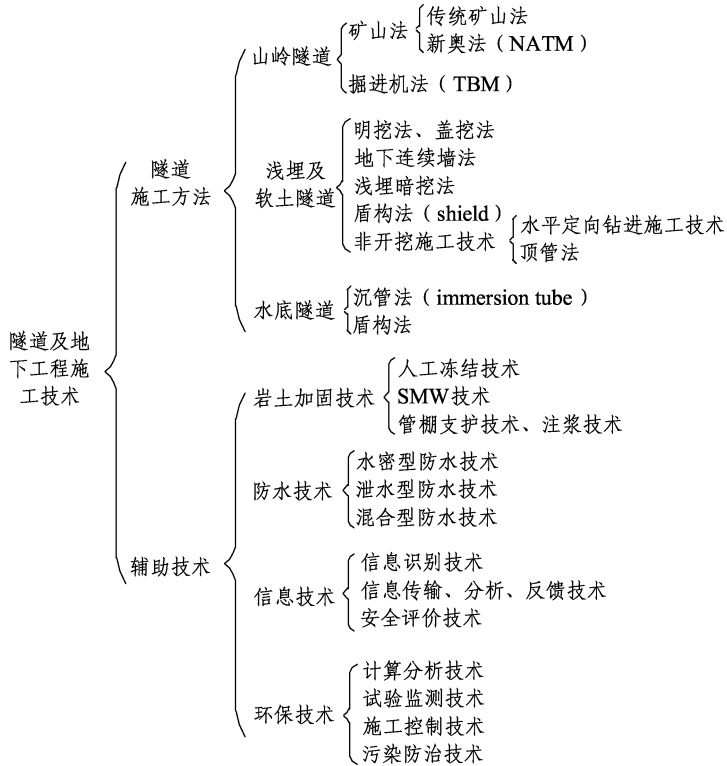 隧道及地
下工程施
工技术
隧道
施工方法
山岭隧道
矿山法
传统矿山法
新奥法（NATM）
掘进机法（TBM）
浅埋及
软土隧道
明挖法、盖挖法
地下连续墙法
浅埋暗挖法
盾构法（shield）
非开挖施工技术
水平定向钻进施工技术
顶管法
水底隧道
沉管法（immersion tube）
盾构法
辅助技术
岩土加固技术
人工冻结技术
SMW技术
管棚支护技术、注浆技术
防水技术
水密型防水技术
泄水型防水技术
混合型防水技术
信息技术
信息识别技术
信息传输、分析、反馈技术
安全评价技术
环保技术
计算分析技术
试验监测技术
施工控制技术
污染防治技术